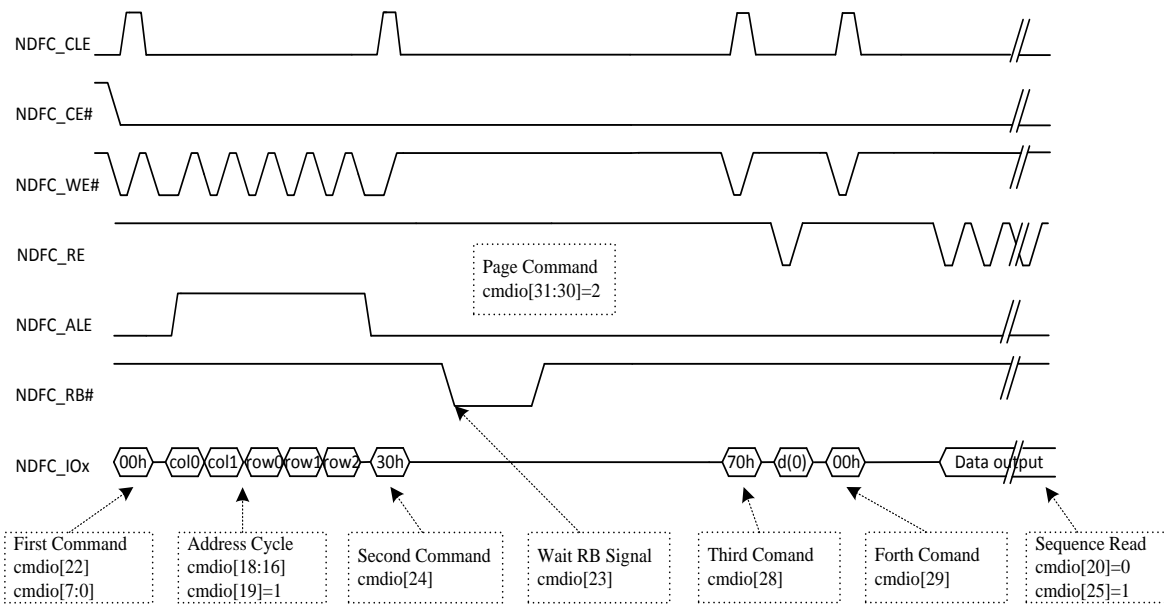 NDFC_CLE
NDFC_CE#
NDFC_WE#
NDFC_RE
Page Command
cmdio[31:30]=2
NDFC_ALE
NDFC_RB#
NDFC_IOx
00h col0 col1 row0 row1 row2 30h 70h d(0) 00h Data output
First Command
cmdio[22]
cmdio[7:0]
Address Cycle
cmdio[18:16]
cmdio[19]=1
Second Command
cmdio[24]
Wait RB Signal
cmdio[23]
Third Comand
cmdio[28]
Forth Comand
cmdio[29]
Sequence Read
cmdio[20]=0
cmdio[25]=1